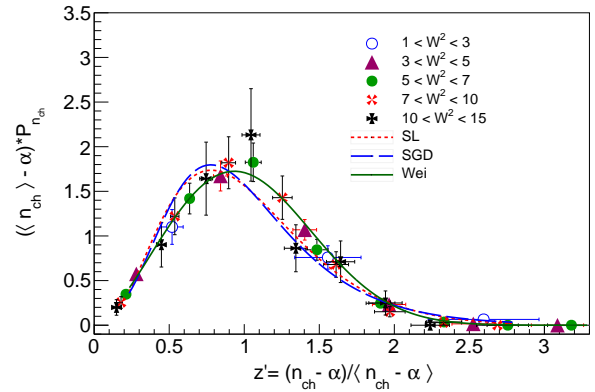 (⟨ n_ch ⟩ - α)*P_n_ch
3.5
3
2.5
2
1.5
1
0.5
0
1 < W² < 3
3 < W² < 5
5 < W² < 7
7 < W² < 10
10 < W² < 15
SL
SGD
Wei
0 0.5 1 1.5 2 2.5 3
z'= (n_ch - α)/⟨ n_ch - α ⟩